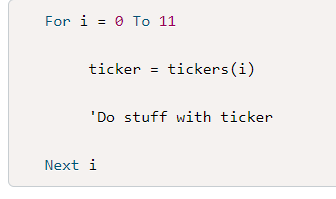 For i = 0 To 11
ticker = tickers(i)
'Do stuff with ticker
Next i